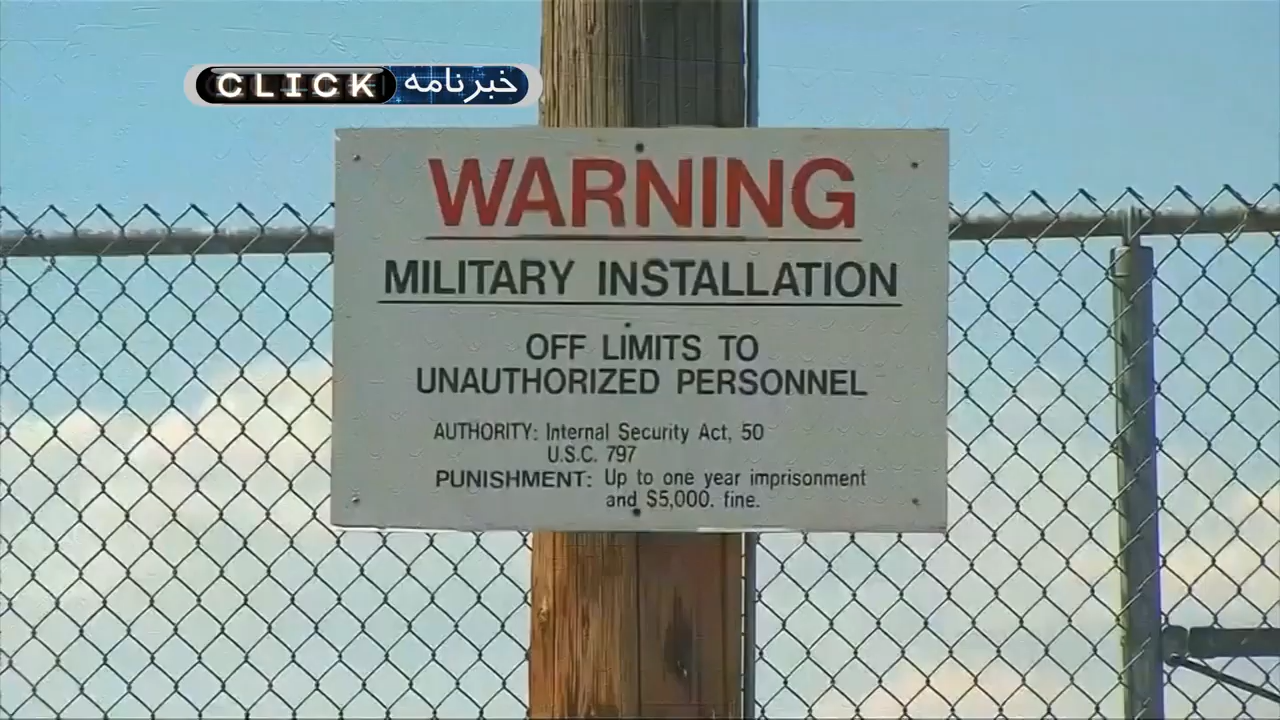 CLICK خبرنامه
WARNING
MILITARY INSTALLATION
OFF LIMITS TO
UNAUTHORIZED PERSONNEL
AUTHORITY: Internal Security Act, 50
U.S.C. 797
PUNISHMENT: Up to one year imprisonment
and $5,000. fine.